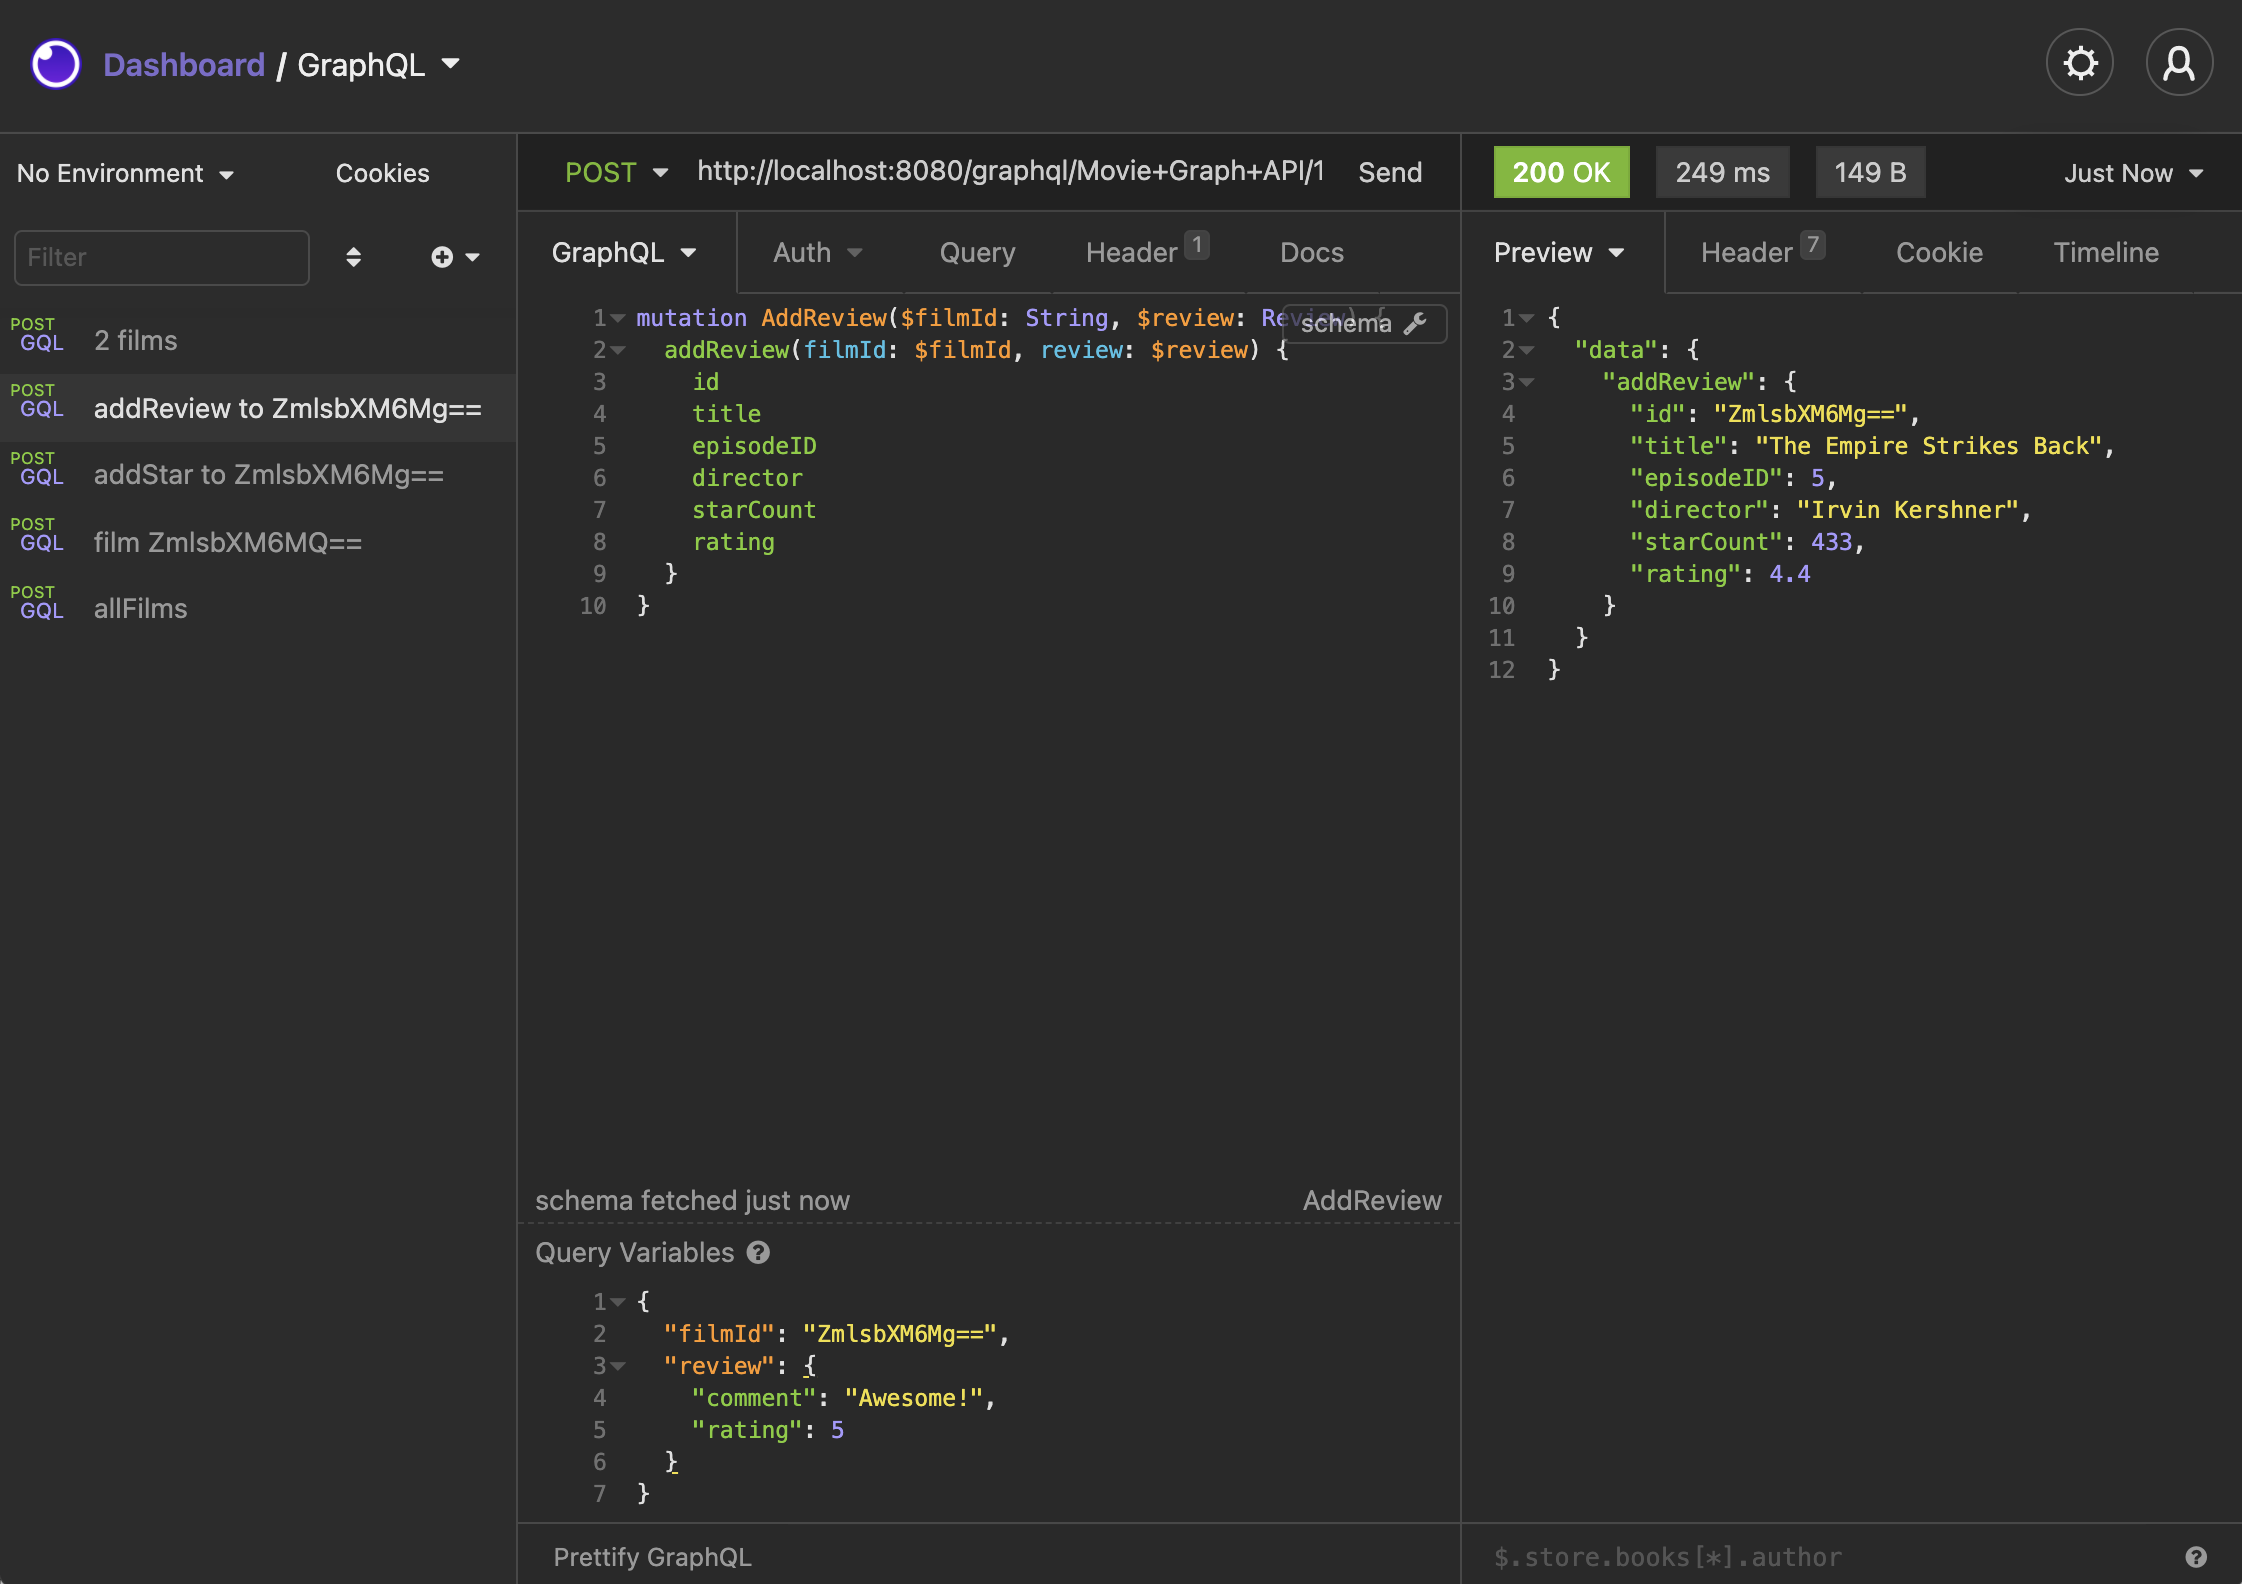 Dashboard / GraphQL
No Environment
Cookies
Filter
POST
GQL
2 films
POST
GQL
addReview to ZmlsbXM6Mg==
POST
GQL
addStar to ZmlsbXM6Mg==
POST
GQL
film ZmlsbXM6MQ==
POST
GQL
allFilms
POST
http://localhost:8080/graphql/Movie+Graph+API/1
Send
GraphQL
Auth
Query
Header 1
Docs
schema
1 mutation AddReview($filmId: String, $review: Review) {
2 addReview(filmId: $filmId, review: $review) {
3 id
4 title
5 episodeID
6 director
7 starCount
8 rating
9 }
10 }
schema fetched just now
AddReview
Query Variables ?
1 {
2 "filmId": "ZmlsbXM6Mg==",
3 "review": {
4 "comment": "Awesome!",
5 "rating": 5
6 }
7 }
Prettify GraphQL
200 OK
249 ms
149 B
Just Now
Preview
Header 7
Cookie
Timeline
1 {
2 "data": {
3 "addReview": {
4 "id": "ZmlsbXM6Mg==",
5 "title": "The Empire Strikes Back",
6 "episodeID": 5,
7 "director": "Irvin Kershner",
8 "starCount": 433,
9 "rating": 4.4
10 }
11 }
12 }
$.store.books[*].author
?